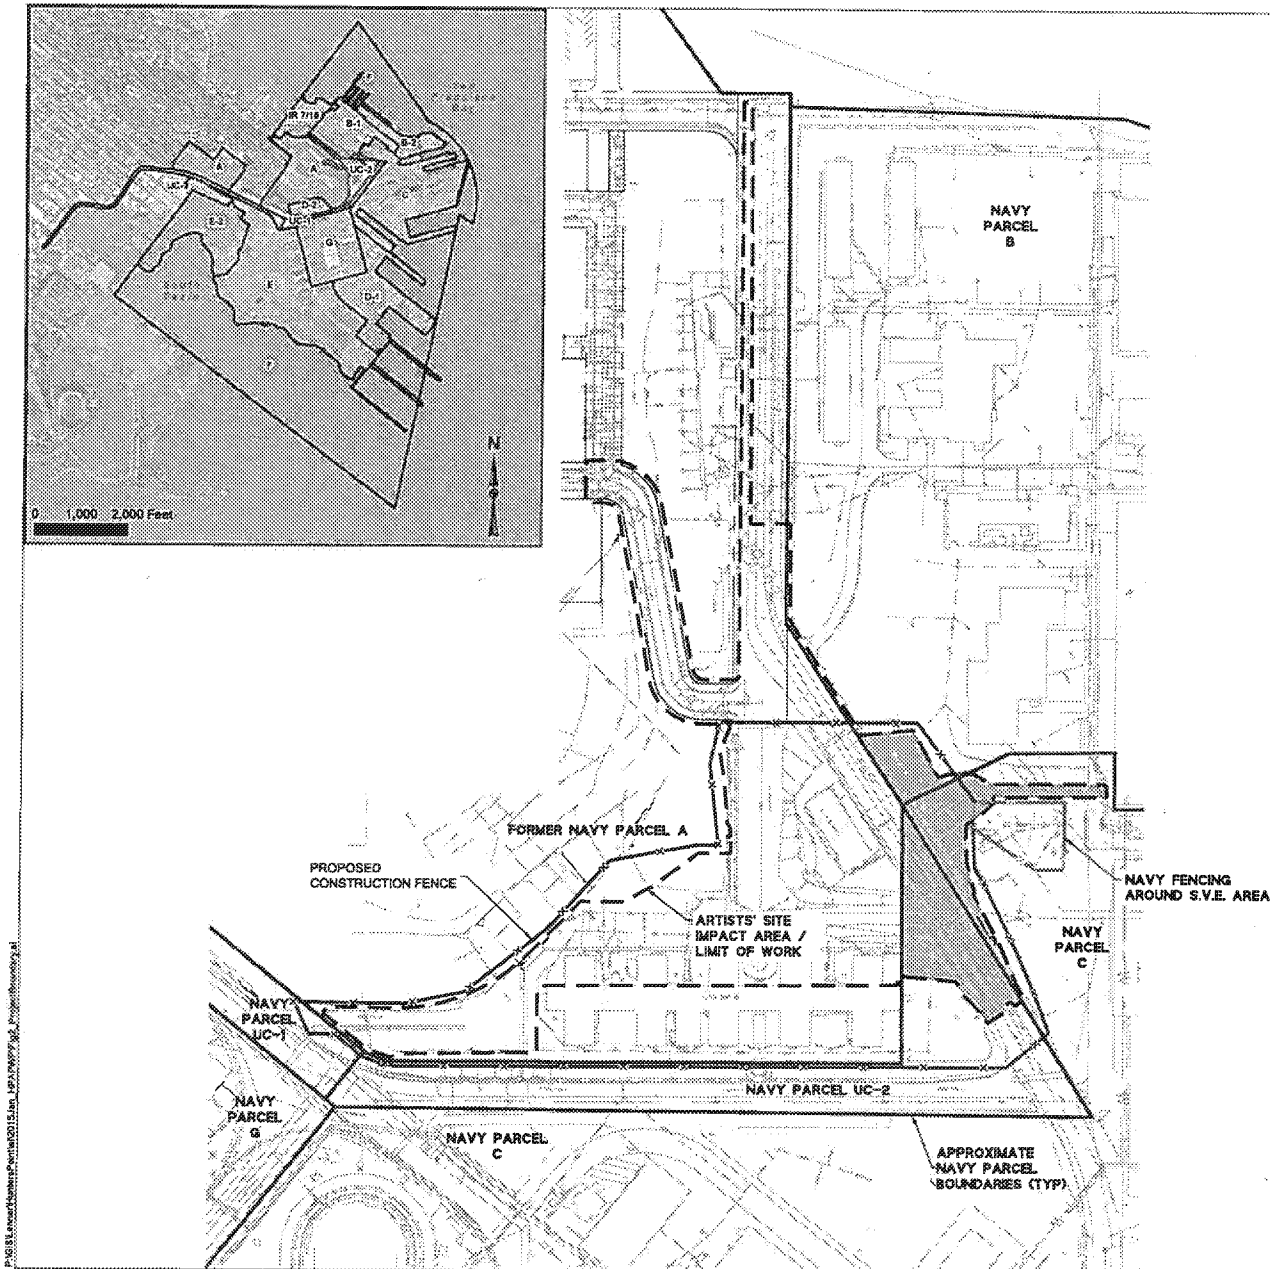 F
IR 7/18
B-1
B-2
A
A
UC-2
UC-3
C
D-2
UC-1
E-2
G
E
D-1
F
N
0 1,000 2,000 Feet
NAVY
PARCEL
B
FORMER NAVY PARCEL A
PROPOSED
CONSTRUCTION FENCE
ARTISTS' SITE
IMPACT AREA /
LIMIT OF WORK
NAVY FENCING
AROUND S.V.E. AREA
NAVY
PARCEL
C
NAVY
PARCEL
UC-1
NAVY PARCEL UC-2
NAVY
PARCEL
G
NAVY PARCEL
C
APPROXIMATE
NAVY PARCEL
BOUNDARIES (TYP)